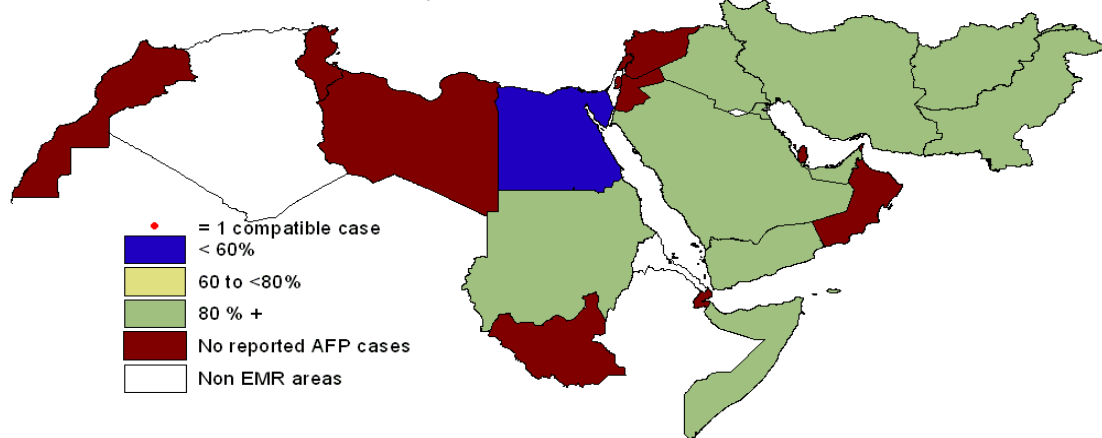 = 1 compatible case
< 60%
60 to <80%
80 % +
No reported AFP cases
Non EMR areas